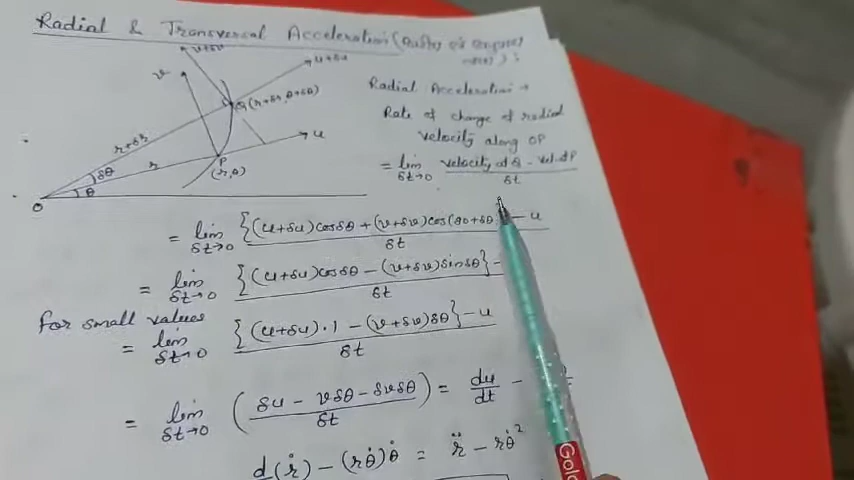 Radial & Transversal Acceleration
v+δv
u+δu
v
Q(r+δr, θ+δθ)
r+δr
u
r
P
(r,θ)
δθ
θ
O
Radial Acceleration →
Rate of change of radial
velocity along OP
= lim δt→0 velocity at Q - vel. at P / δt
= lim δt→0 {(u+δu)cosδθ + (v+δv)cos(90+δθ) - u / δt
= lim δt→0 {(u+δu)cosδθ - (v+δv)sinδθ} - / δt
For small values
= lim δt→0 {(u+δu)·1 - (v+δv)δθ} - u / δt
= lim δt→0 (δu - vδθ - δvδθ / δt) = du/dt -
d(ṙ) - (rθ̇)θ̇ = r̈ - rθ̇²
Gol